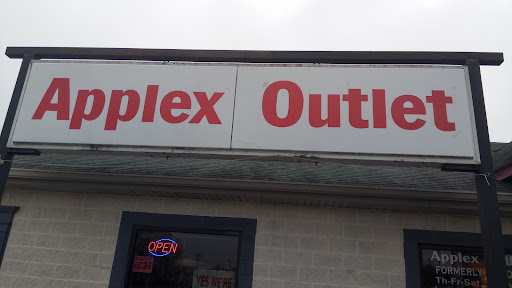 Applex Outlet
OPEN
YES WE'RE
Applex
FORMERLY
Th-Fr-Sat